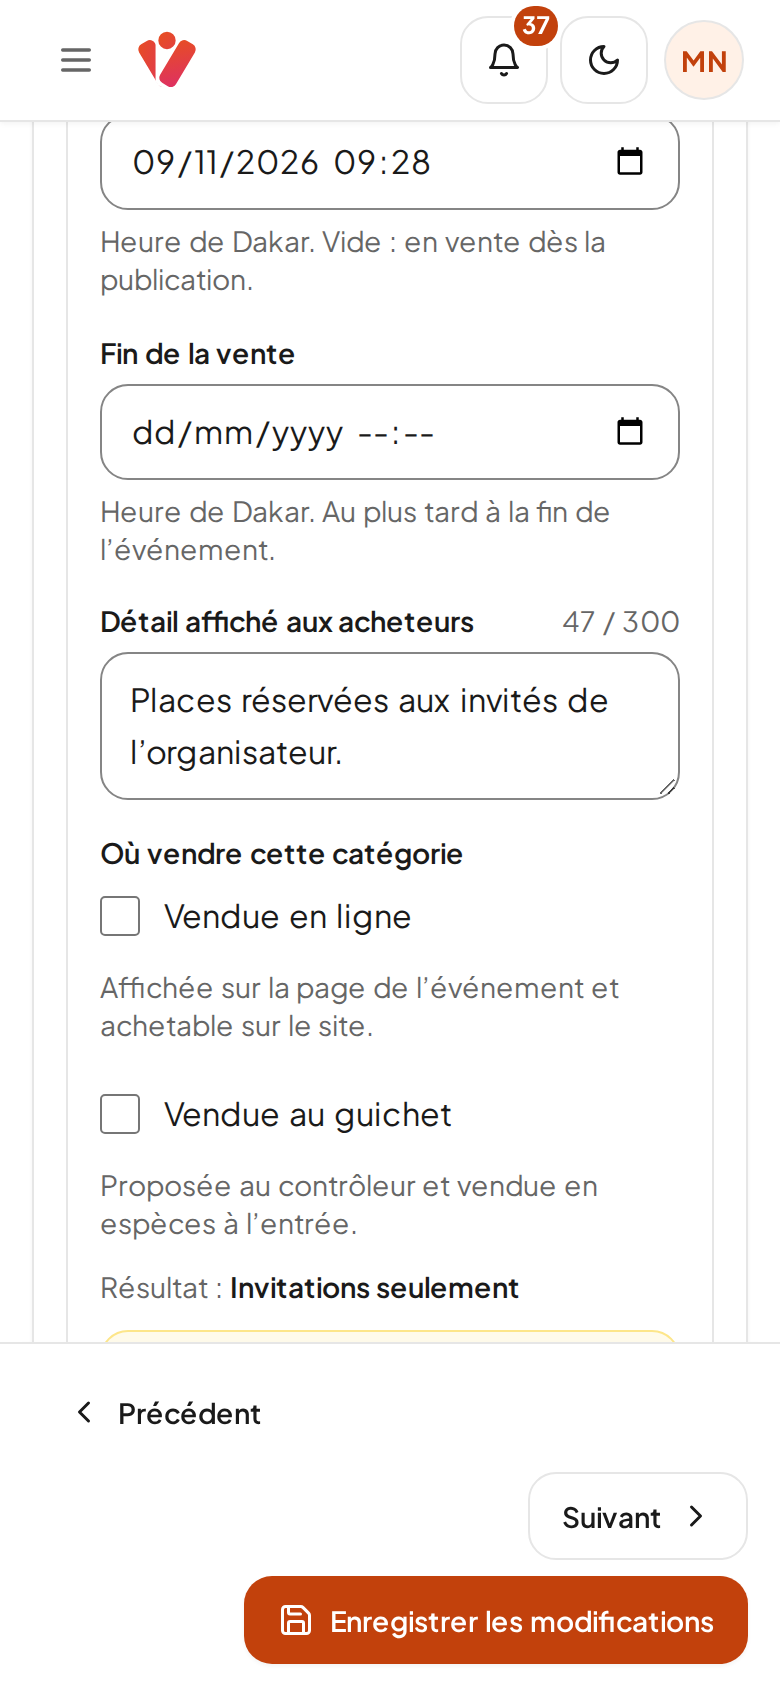 37
MN
09/11/2026 09:28
Heure de Dakar. Vide : en vente dès la
publication.
Fin de la vente
dd/mm/yyyy --:--
Heure de Dakar. Au plus tard à la fin de
l’événement.
Détail affiché aux acheteurs 47 / 300
Places réservées aux invités de
l’organisateur.
Où vendre cette catégorie
Vendue en ligne
Affichée sur la page de l’événement et
achetable sur le site.
Vendue au guichet
Proposée au contrôleur et vendue en
espèces à l’entrée.
Résultat : Invitations seulement
Précédent
Suivant
Enregistrer les modifications